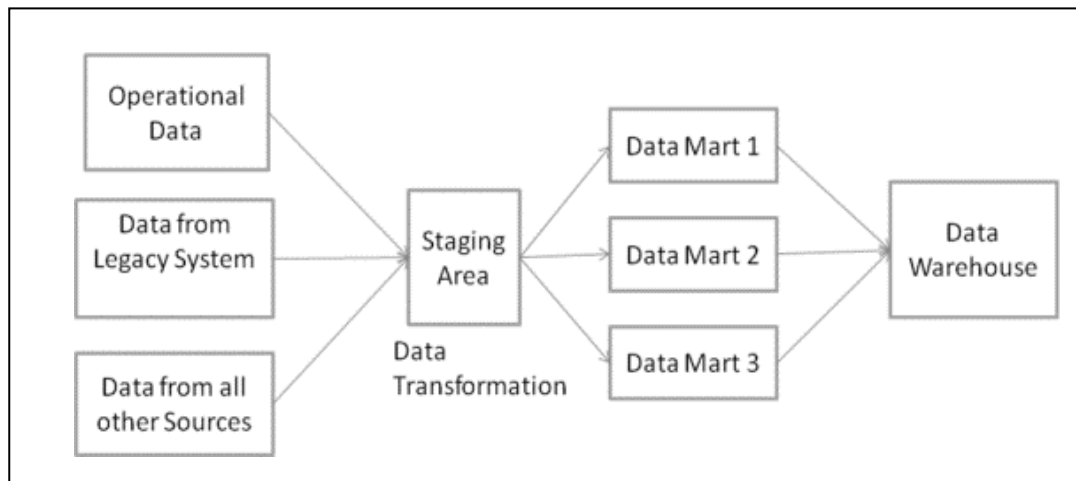 Operational
Data
Data from
Legacy System
Data from all
other Sources
Staging
Area
Data
Transformation
Data Mart 1
Data Mart 2
Data Mart 3
Data
Warehouse